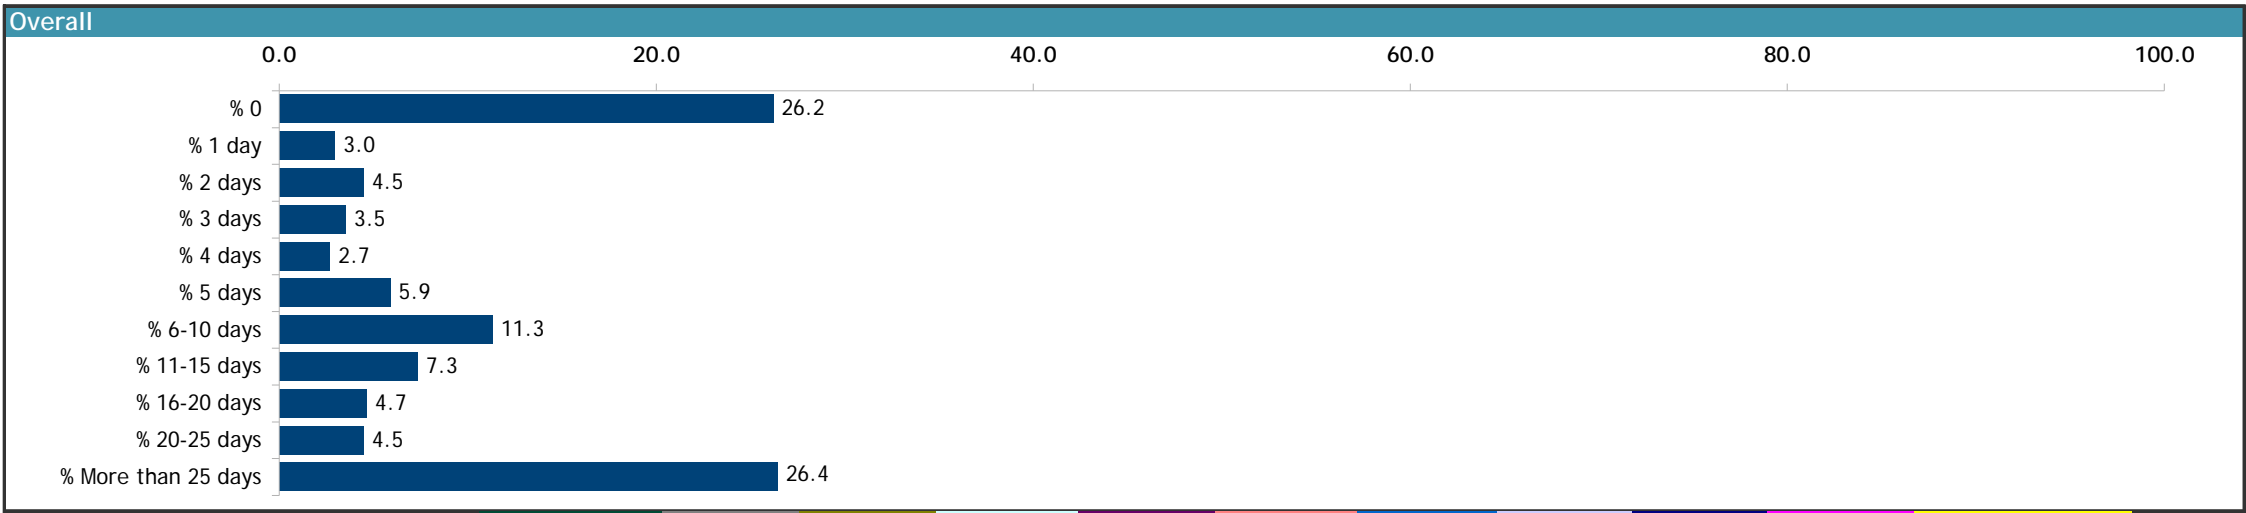 Overall
0.0 20.0 40.0 60.0 80.0 100.0
% 0 26.2
% 1 day 3.0
% 2 days 4.5
% 3 days 3.5
% 4 days 2.7
% 5 days 5.9
% 6-10 days 11.3
% 11-15 days 7.3
% 16-20 days 4.7
% 20-25 days 4.5
% More than 25 days 26.4